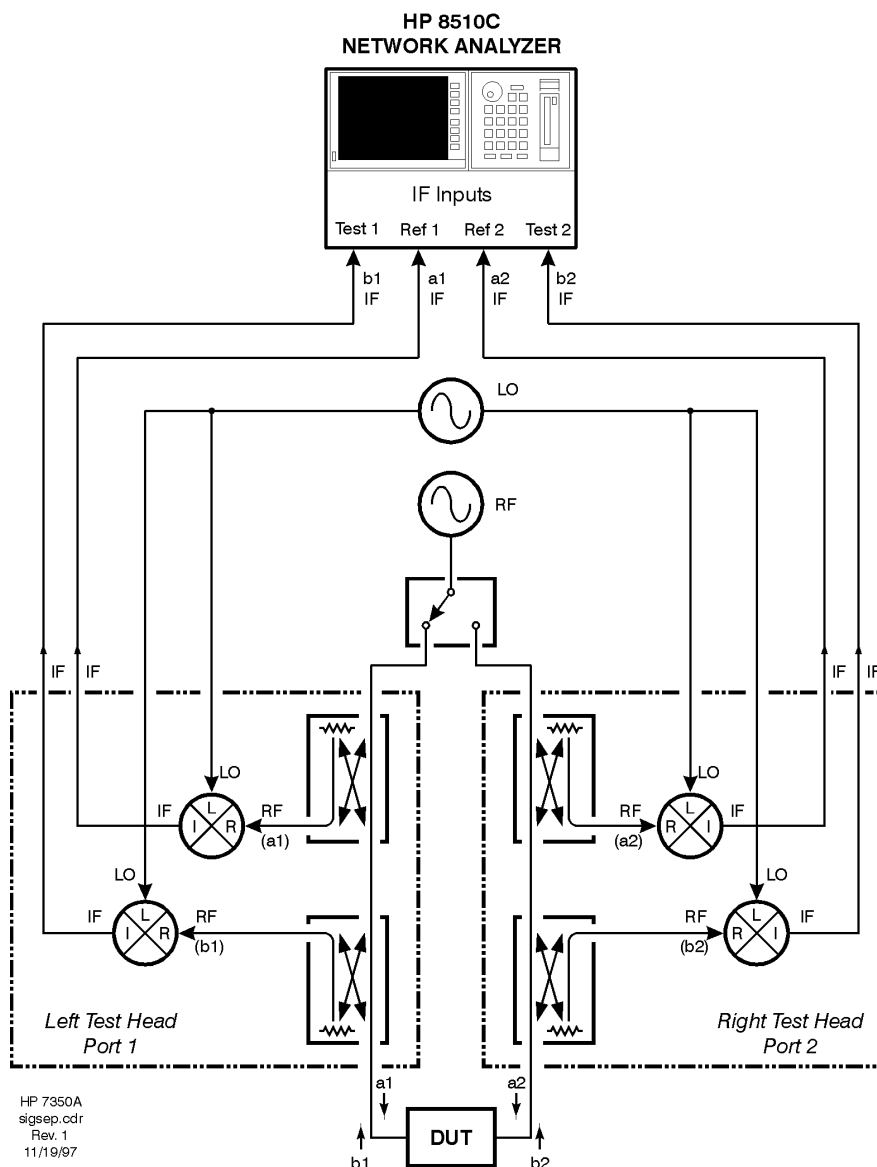 HP 8510C
NETWORK ANALYZER
IF Inputs
Test 1 Ref 1 Ref 2 Test 2
b1 a1 a2 b2
IF IF IF IF
LO
RF
IF IF IF IF
LO LO
L L
IF I R RF RF R I IF
(a1) (a2)
LO LO
L L
IF I R RF RF R I IF
(b1) (b2)
Left Test Head Right Test Head
Port 1 Port 2
a1 a2
HP 7350A
sigsep.cdr
Rev. 1
11/19/97
DUT
b1 b2